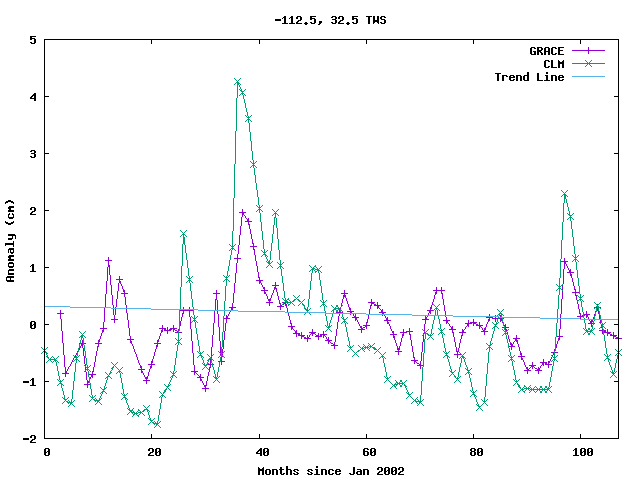 -112.5, 32.5 TWS
GRACE
CLM
Trend Line
Anomaly (cm)
5
4
3
2
1
0
-1
-2
0 20 40 60 80 100
Months since Jan 2002